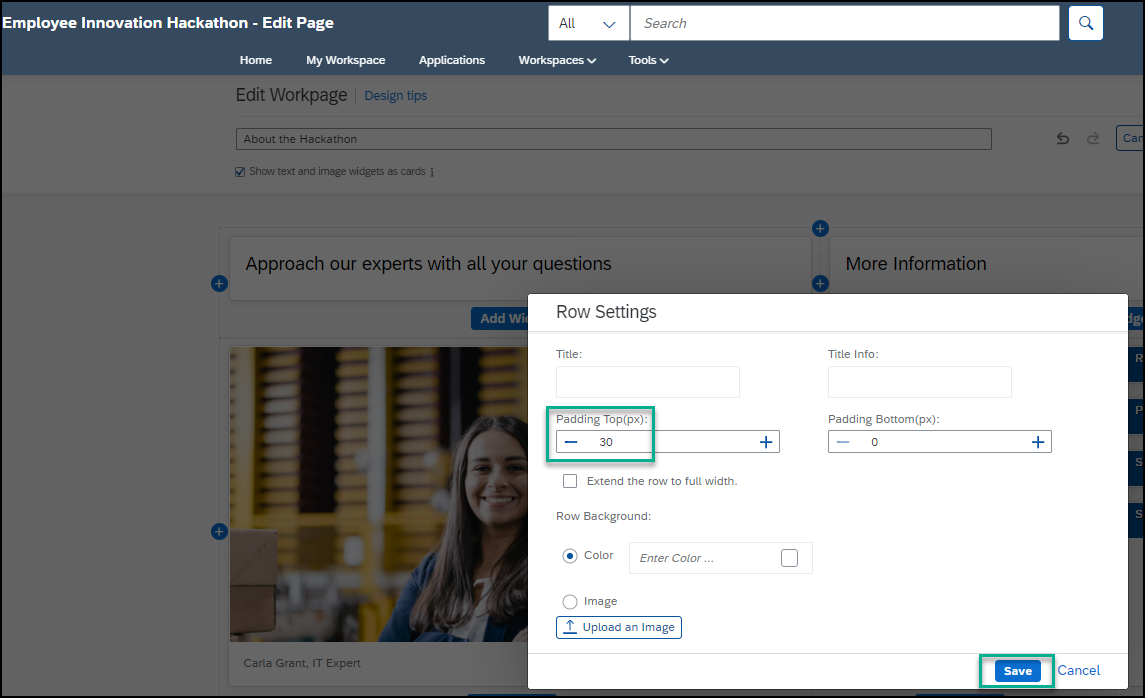 Employee Innovation Hackathon - Edit Page
All
Search
Home My Workspace Applications Workspaces Tools
Edit Workpage | Design tips
About the Hackathon
Show text and image widgets as cards
Approach our experts with all your questions
More Information
Row Settings
Title: Title Info:
Padding Top(px): Padding Bottom(px):
30 0
Extend the row to full width.
Row Background:
Color Enter Color ...
Image
Upload an Image
Carla Grant, IT Expert
Save Cancel